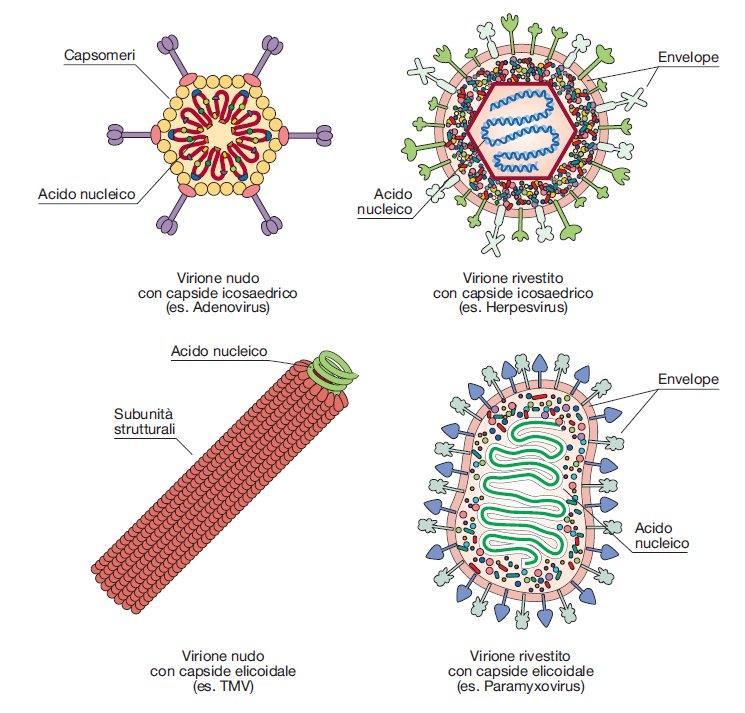 Capsomeri
Acido nucleico
Virione nudo
con capside icosaedrico
(es. Adenovirus)
Envelope
Acido
nucleico
Virione rivestito
con capside icosaedrico
(es. Herpesvirus)
Acido nucleico
Subunità
strutturali
Virione nudo
con capside elicoidale
(es. TMV)
Envelope
Acido
nucleico
Virione rivestito
con capside elicoidale
(es. Paramyxovirus)